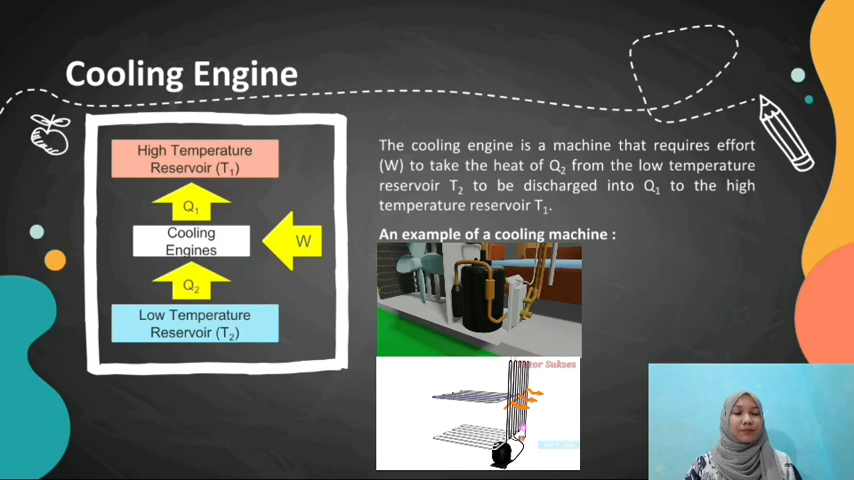 Cooling Engine
High Temperature
Reservoir (T₁)
Q₁
Cooling
Engines
W
Q₂
Low Temperature
Reservoir (T₂)
The cooling engine is a machine that requires effort
(W) to take the heat of Q₂ from the low temperature
reservoir T₂ to be discharged into Q₁ to the high
temperature reservoir T₁.
An example of a cooling machine :
Sukses